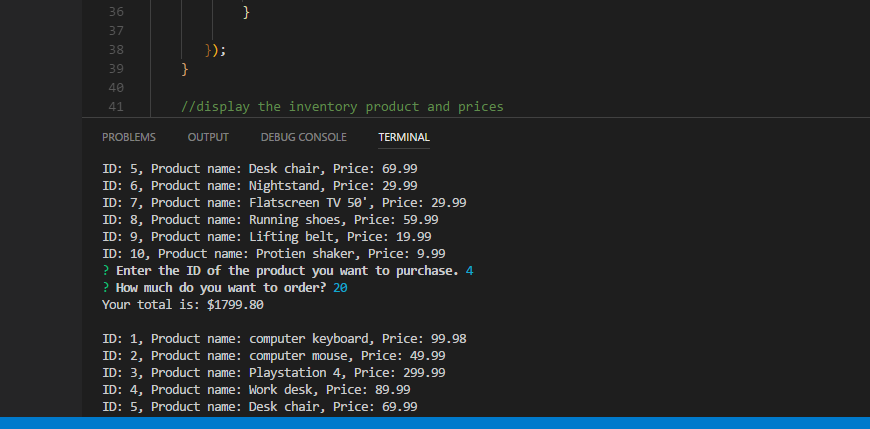 36 }
37
38 });
39 }
40
41 //display the inventory product and prices
PROBLEMS OUTPUT DEBUG CONSOLE TERMINAL
ID: 5, Product name: Desk chair, Price: 69.99
ID: 6, Product name: Nightstand, Price: 29.99
ID: 7, Product name: Flatscreen TV 50', Price: 29.99
ID: 8, Product name: Running shoes, Price: 59.99
ID: 9, Product name: Lifting belt, Price: 19.99
ID: 10, Product name: Protien shaker, Price: 9.99
? Enter the ID of the product you want to purchase. 4
? How much do you want to order? 20
Your total is: $1799.80
ID: 1, Product name: computer keyboard, Price: 99.98
ID: 2, Product name: computer mouse, Price: 49.99
ID: 3, Product name: Playstation 4, Price: 299.99
ID: 4, Product name: Work desk, Price: 89.99
ID: 5, Product name: Desk chair, Price: 69.99